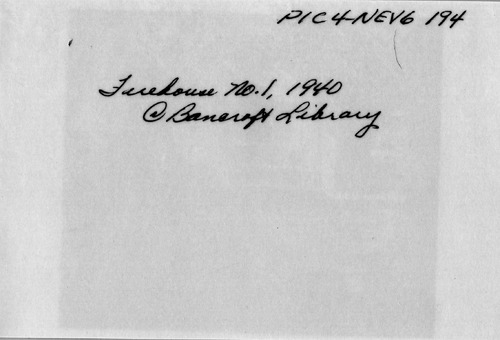 PIC4NEV6 194
Firehouse No. 1, 1940
@ Bancroft Library